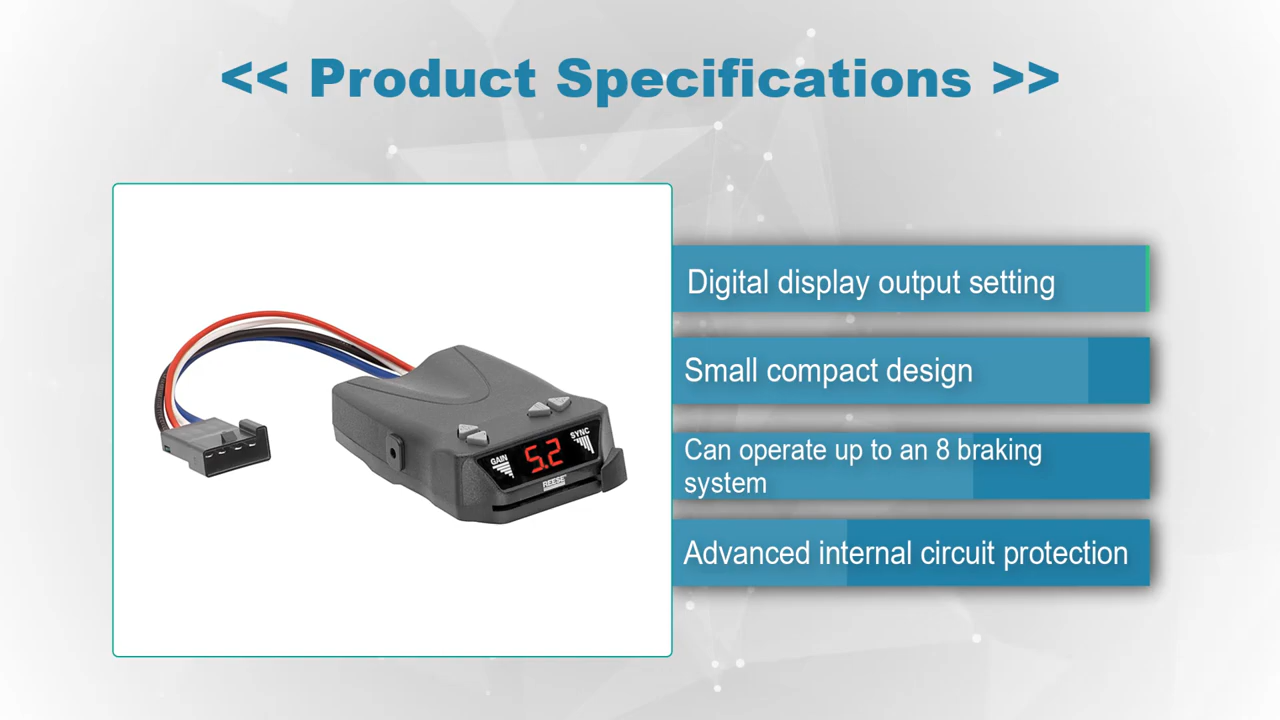 << Product Specifications >>
Digital display output setting
Small compact design
Can operate up to an 8 braking
system
Advanced internal circuit protection
GAIN
5.2
SYNC
REESE